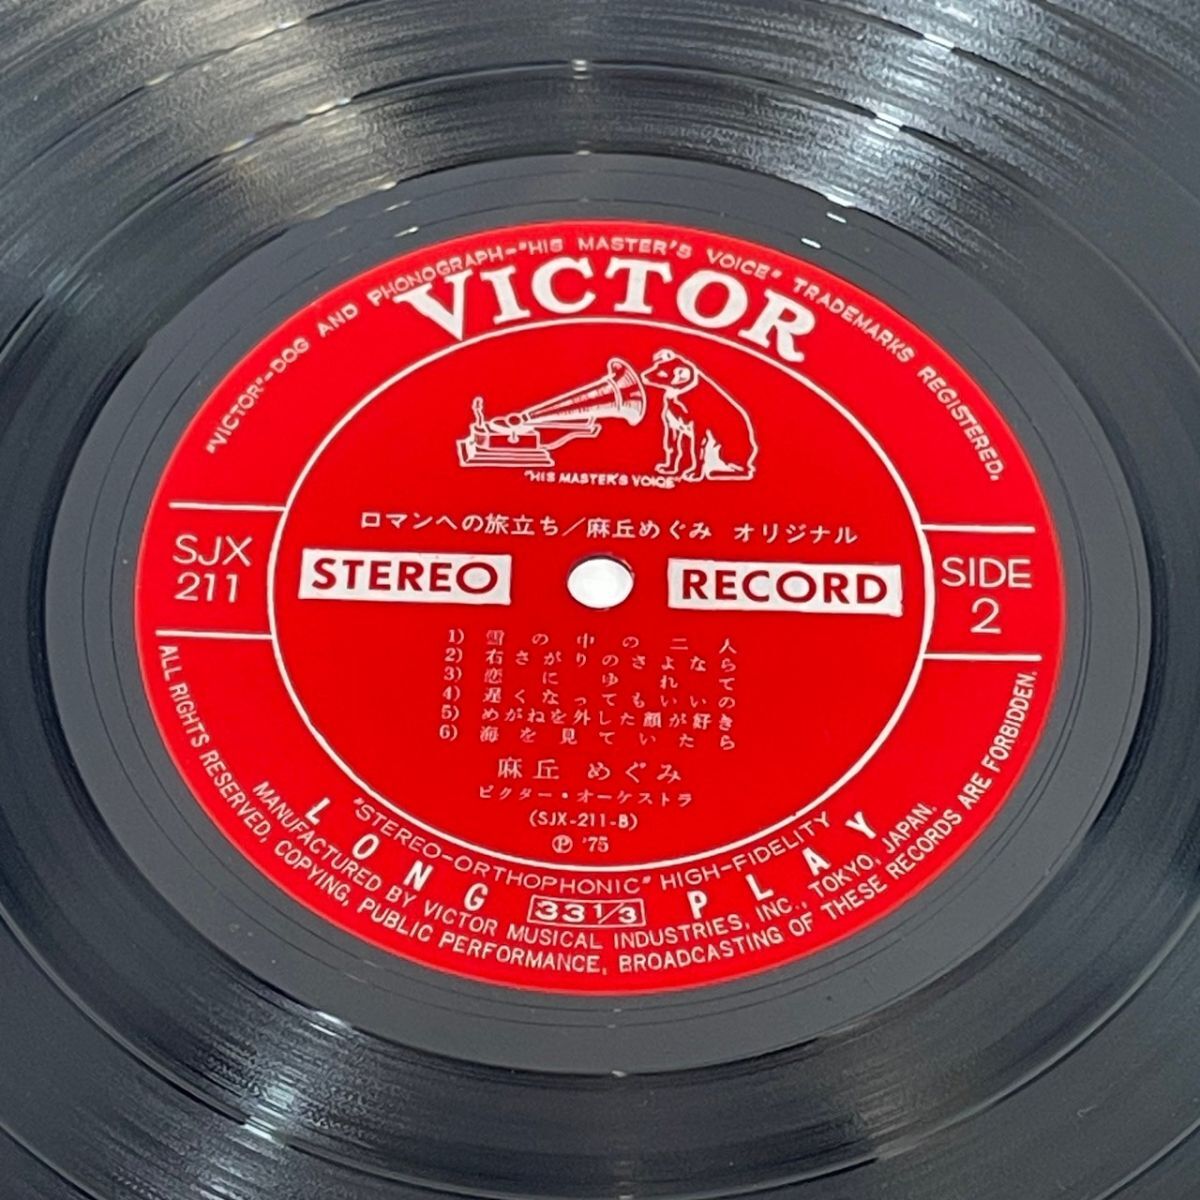 "VICTOR"-DOG AND PHONOGRAPH-"HIS MASTER'S VOICE" TRADEMARKS REGISTERED.
VICTOR
"HIS MASTER'S VOICE"
ロマンへの旅立ち/麻丘めぐみ オリジナル
SJX
211
STEREO RECORD
SIDE
2
1) 雪の中の二人
2) 右さがりのさよなら
3) 恋にゆれて
4) 遅くなってもいいの
5) めがねを外した顔が好き
6) 海を見ていたら
麻丘 めぐみ
ビクター・オーケストラ
(SJX-211-B)
Ⓟ '75
"STEREO-ORTHOPHONIC" HIGH-FIDELITY
LONG 33 1/3 PLAY
MANUFACTURED BY VICTOR MUSICAL INDUSTRIES, INC., TOKYO, JAPAN.
ALL RIGHTS RESERVED, COPYING, PUBLIC PERFORMANCE, BROADCASTING OF THESE RECORDS ARE FORBIDDEN.